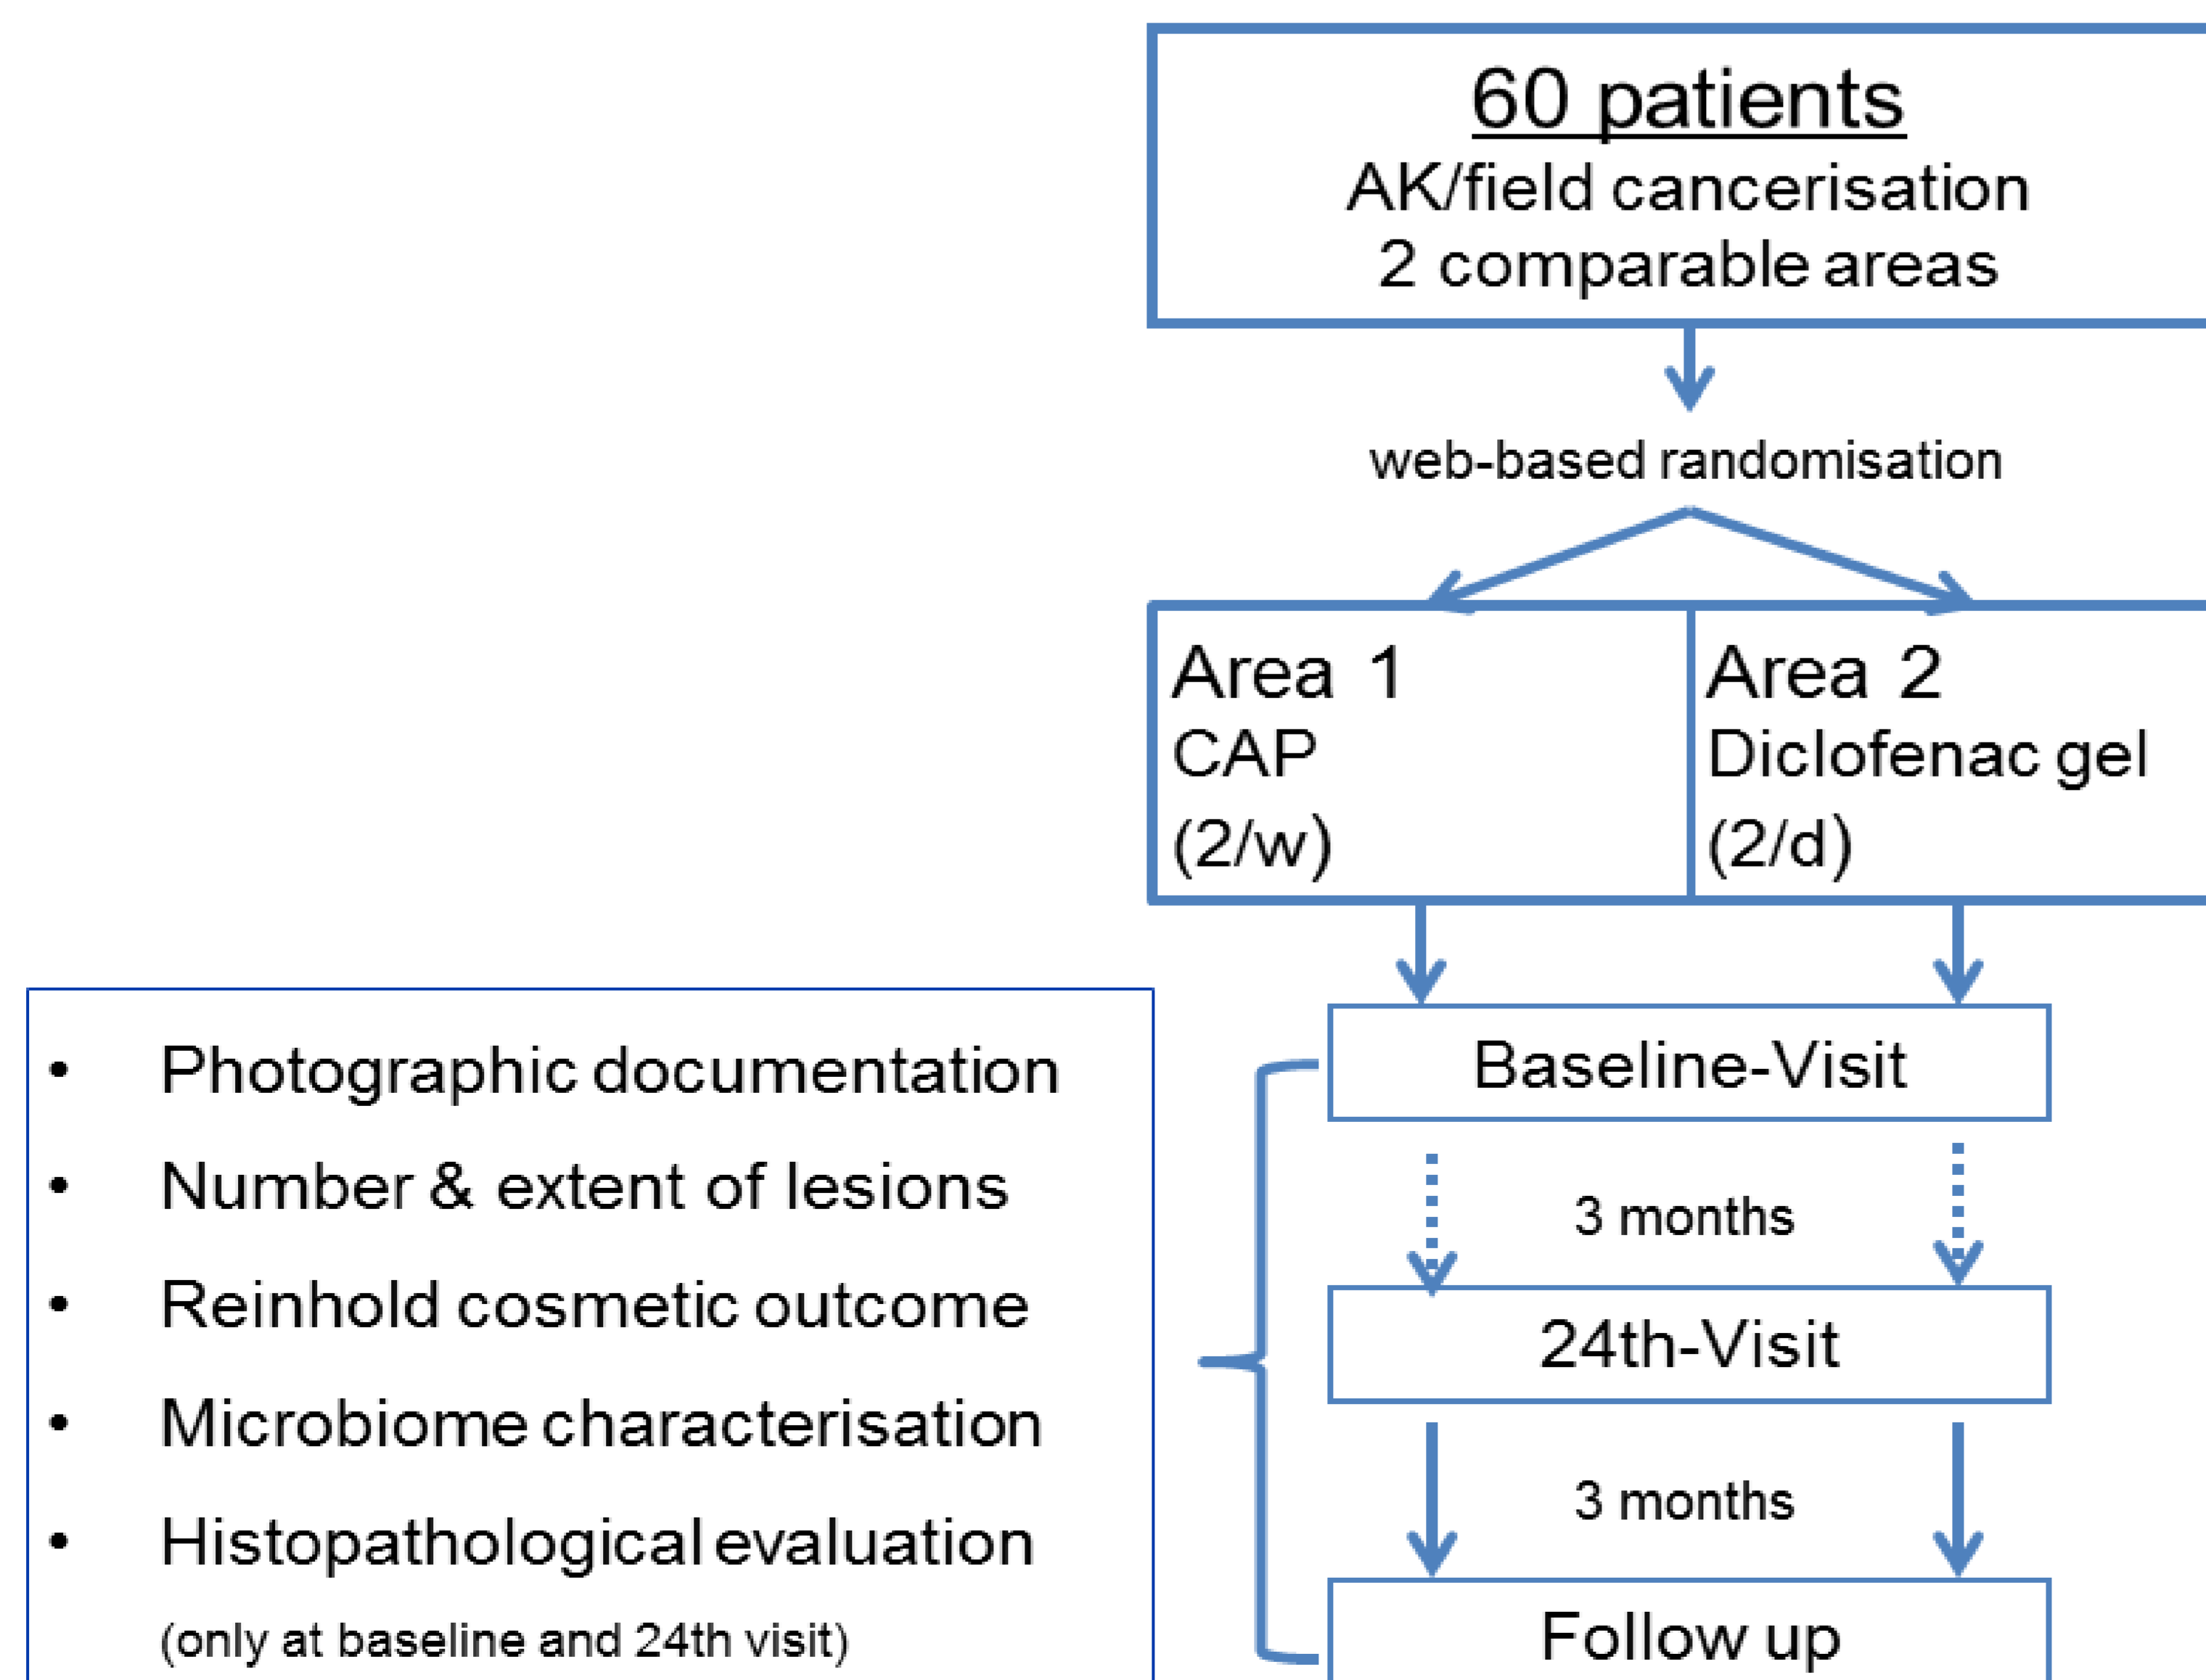 60 patients
AK/field cancerisation
2 comparable areas
web-based randomisation
Area 1
CAP
(2/w)
Area 2
Diclofenac gel
(2/d)
• Photographic documentation
• Number & extent of lesions
• Reinhold cosmetic outcome
• Microbiome characterisation
• Histopathological evaluation
(only at baseline and 24th visit)
Baseline-Visit
3 months
24th-Visit
3 months
Follow up